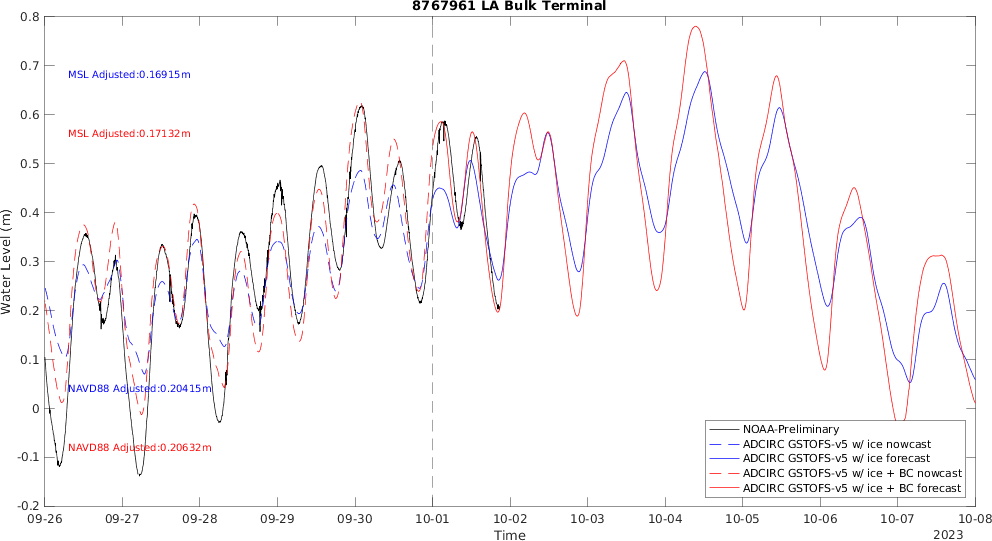 8767961 LA Bulk Terminal
0.8
0.7
0.6
0.5
0.4
0.3
0.2
0.1
0
-0.1
-0.2
Water Level (m)
MSL Adjusted:0.16915m
MSL Adjusted:0.17132m
NAVD88 Adjusted:0.20415m
NAVD88 Adjusted:0.20632m
NOAA-Preliminary
ADCIRC GSTOFS-v5 w/ ice nowcast
ADCIRC GSTOFS-v5 w/ ice forecast
ADCIRC GSTOFS-v5 w/ ice + BC nowcast
ADCIRC GSTOFS-v5 w/ ice + BC forecast
09-26 09-27 09-28 09-29 09-30 10-01 10-02 10-03 10-04 10-05 10-06 10-07 10-08
Time
2023